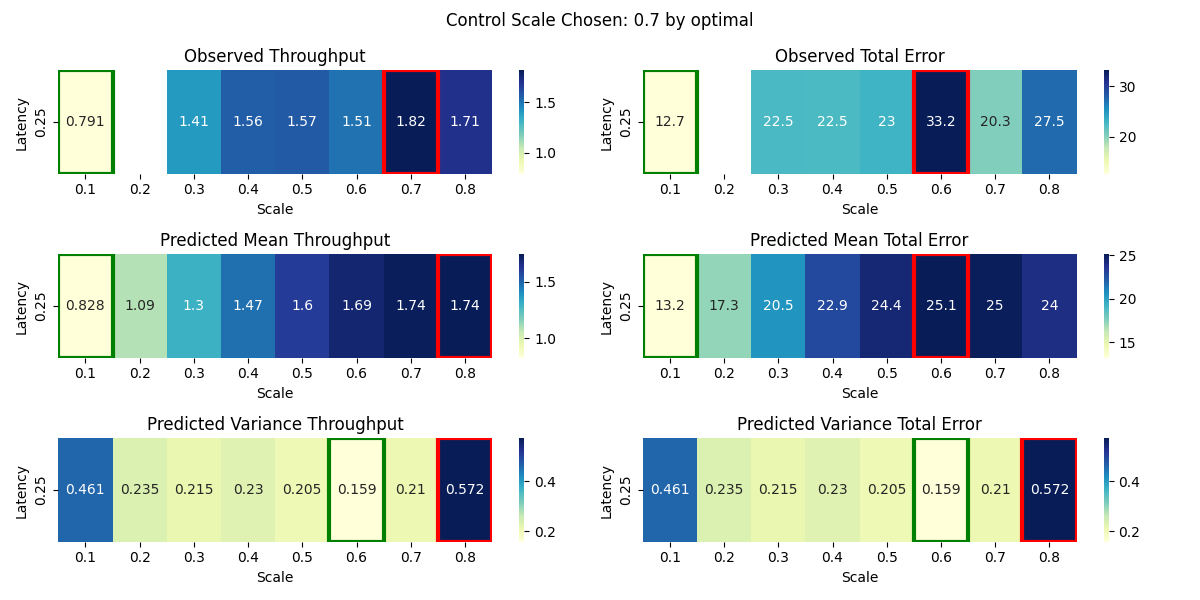 Control Scale Chosen: 0.7 by optimal
Observed Throughput
Latency
0.25
0.791 1.41 1.56 1.57 1.51 1.82 1.71
0.1 0.2 0.3 0.4 0.5 0.6 0.7 0.8
Scale
1.5
1.0
Observed Total Error
Latency
0.25
12.7 22.5 22.5 23 33.2 20.3 27.5
0.1 0.2 0.3 0.4 0.5 0.6 0.7 0.8
Scale
30
20
Predicted Mean Throughput
Latency
0.25
0.828 1.09 1.3 1.47 1.6 1.69 1.74 1.74
0.1 0.2 0.3 0.4 0.5 0.6 0.7 0.8
Scale
1.5
1.0
Predicted Mean Total Error
Latency
0.25
13.2 17.3 20.5 22.9 24.4 25.1 25 24
0.1 0.2 0.3 0.4 0.5 0.6 0.7 0.8
Scale
25
20
15
Predicted Variance Throughput
Latency
0.25
0.461 0.235 0.215 0.23 0.205 0.159 0.21 0.572
0.1 0.2 0.3 0.4 0.5 0.6 0.7 0.8
Scale
0.4
0.2
Predicted Variance Total Error
Latency
0.25
0.461 0.235 0.215 0.23 0.205 0.159 0.21 0.572
0.1 0.2 0.3 0.4 0.5 0.6 0.7 0.8
Scale
0.4
0.2